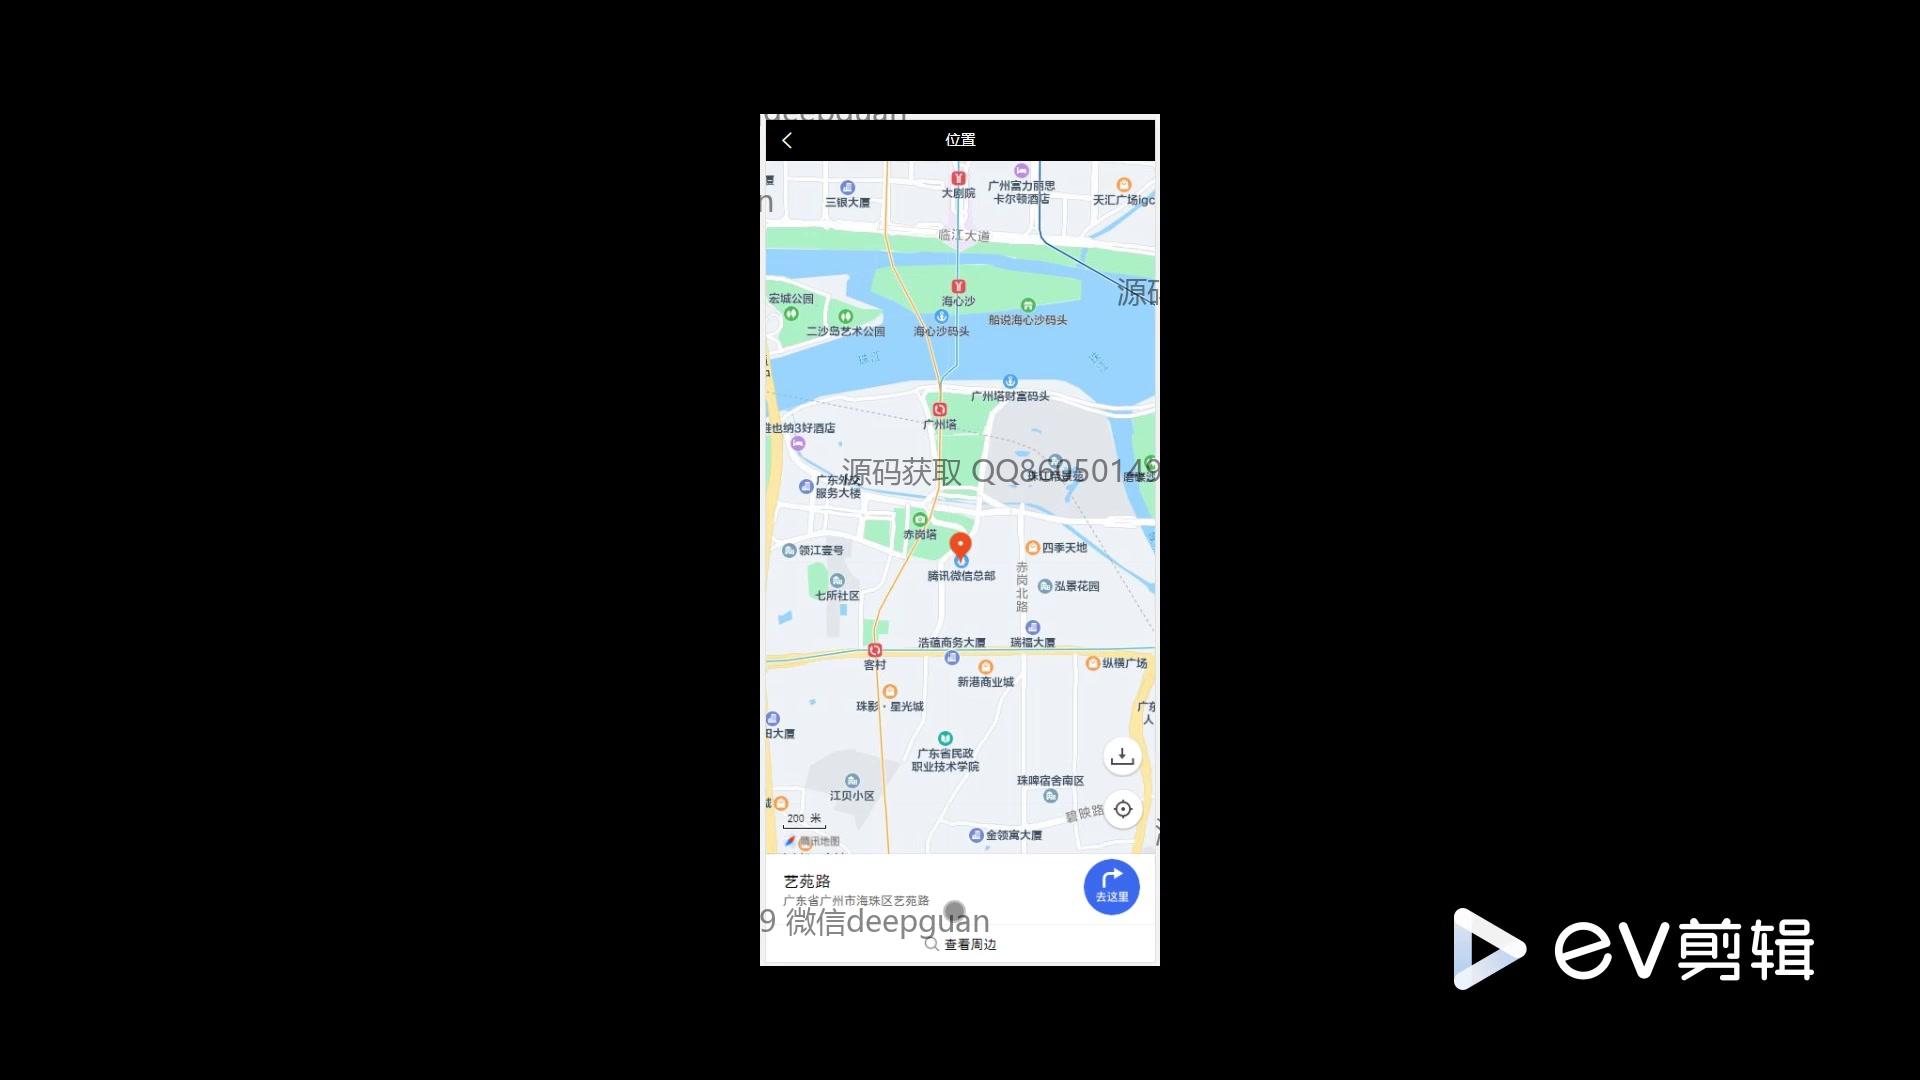 位置
三银大厦
大剧院
广州富力丽思
卡尔顿酒店
天汇广场igc
临江大道
宏城公园
海心沙
二沙岛艺术公园
海心沙码头
船说海心沙码头
珠江
广州塔财富码头
广州塔
维也纳3好酒店
源码获取 QQ86050149
广东外交
服务大楼
珠江帝景苑
赤岗塔
领江壹号
四季天地
腾讯微信总部
赤岗北路
泓景花园
七所社区
浩蕴商务大厦
瑞福大厦
客村
新港商业城
纵横广场
珠影·星光城
田大厦
广东省民政
职业技术学院
江贝小区
珠啤宿舍南区
碧映路
200 米
金领寓大厦
腾讯地图
艺苑路
广东省广州市海珠区艺苑路
去这里
9 微信deepguan
查看周边
ev剪辑